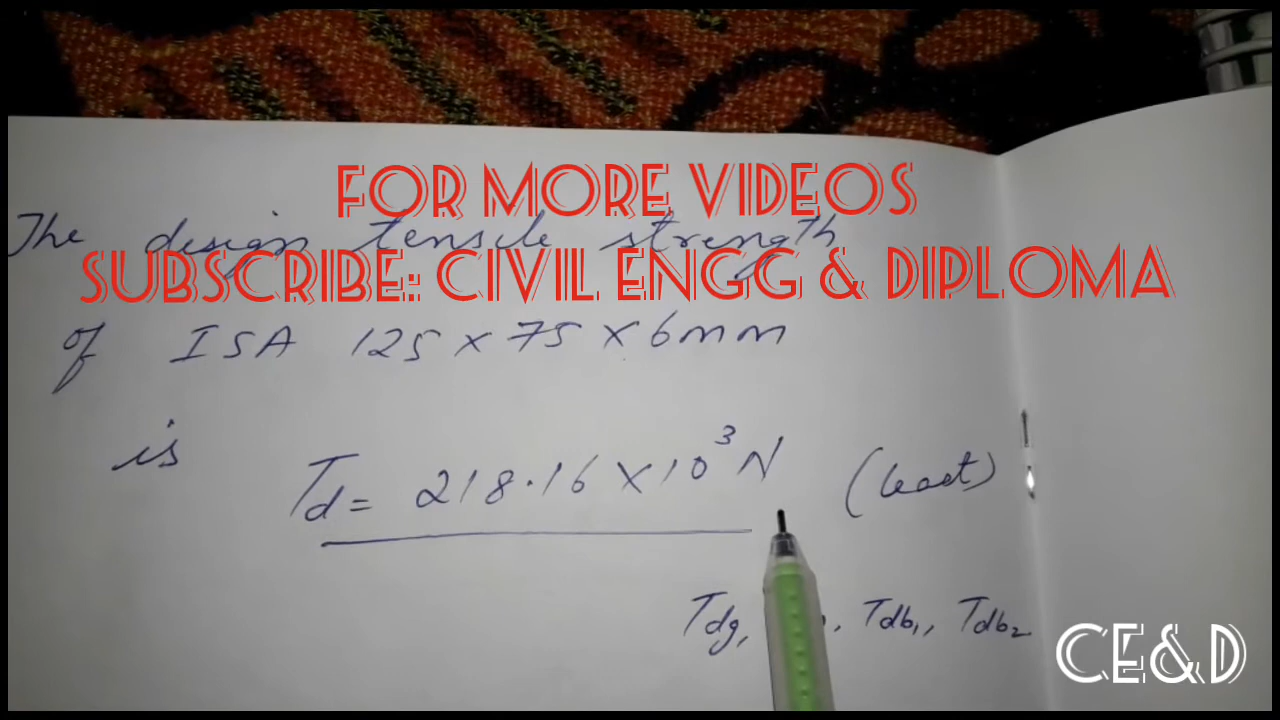 FOR MORE VIDEOS
The design tensile strength
SUBSCRIBE: CIVIL ENGG & DIPLOMA
of ISA 125 x 75 x 6mm
is Td = 218.16 x 10³ N (least)
Tdg, , Tdb₁, Tdb₂
CE&D